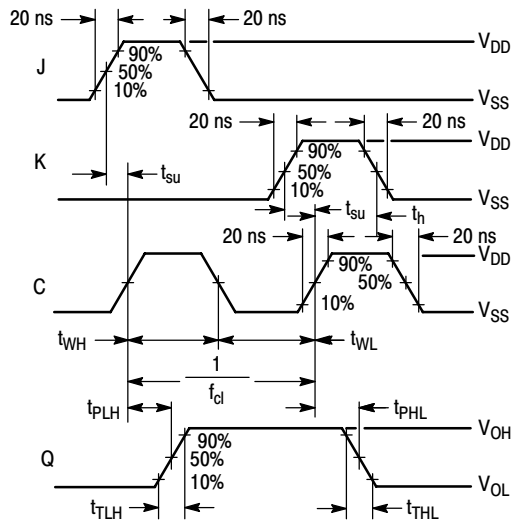 20 ns 20 ns
V_DD
J
90%
50%
10%
V_SS
20 ns 20 ns
V_DD
K
90%
50%
10%
t_su
V_SS
t_su t_h
20 ns 20 ns
V_DD
C
90%
50%
10%
V_SS
t_WH t_WL
1
f_cl
t_PLH t_PHL
V_OH
Q
90%
50%
10%
V_OL
t_TLH t_THL